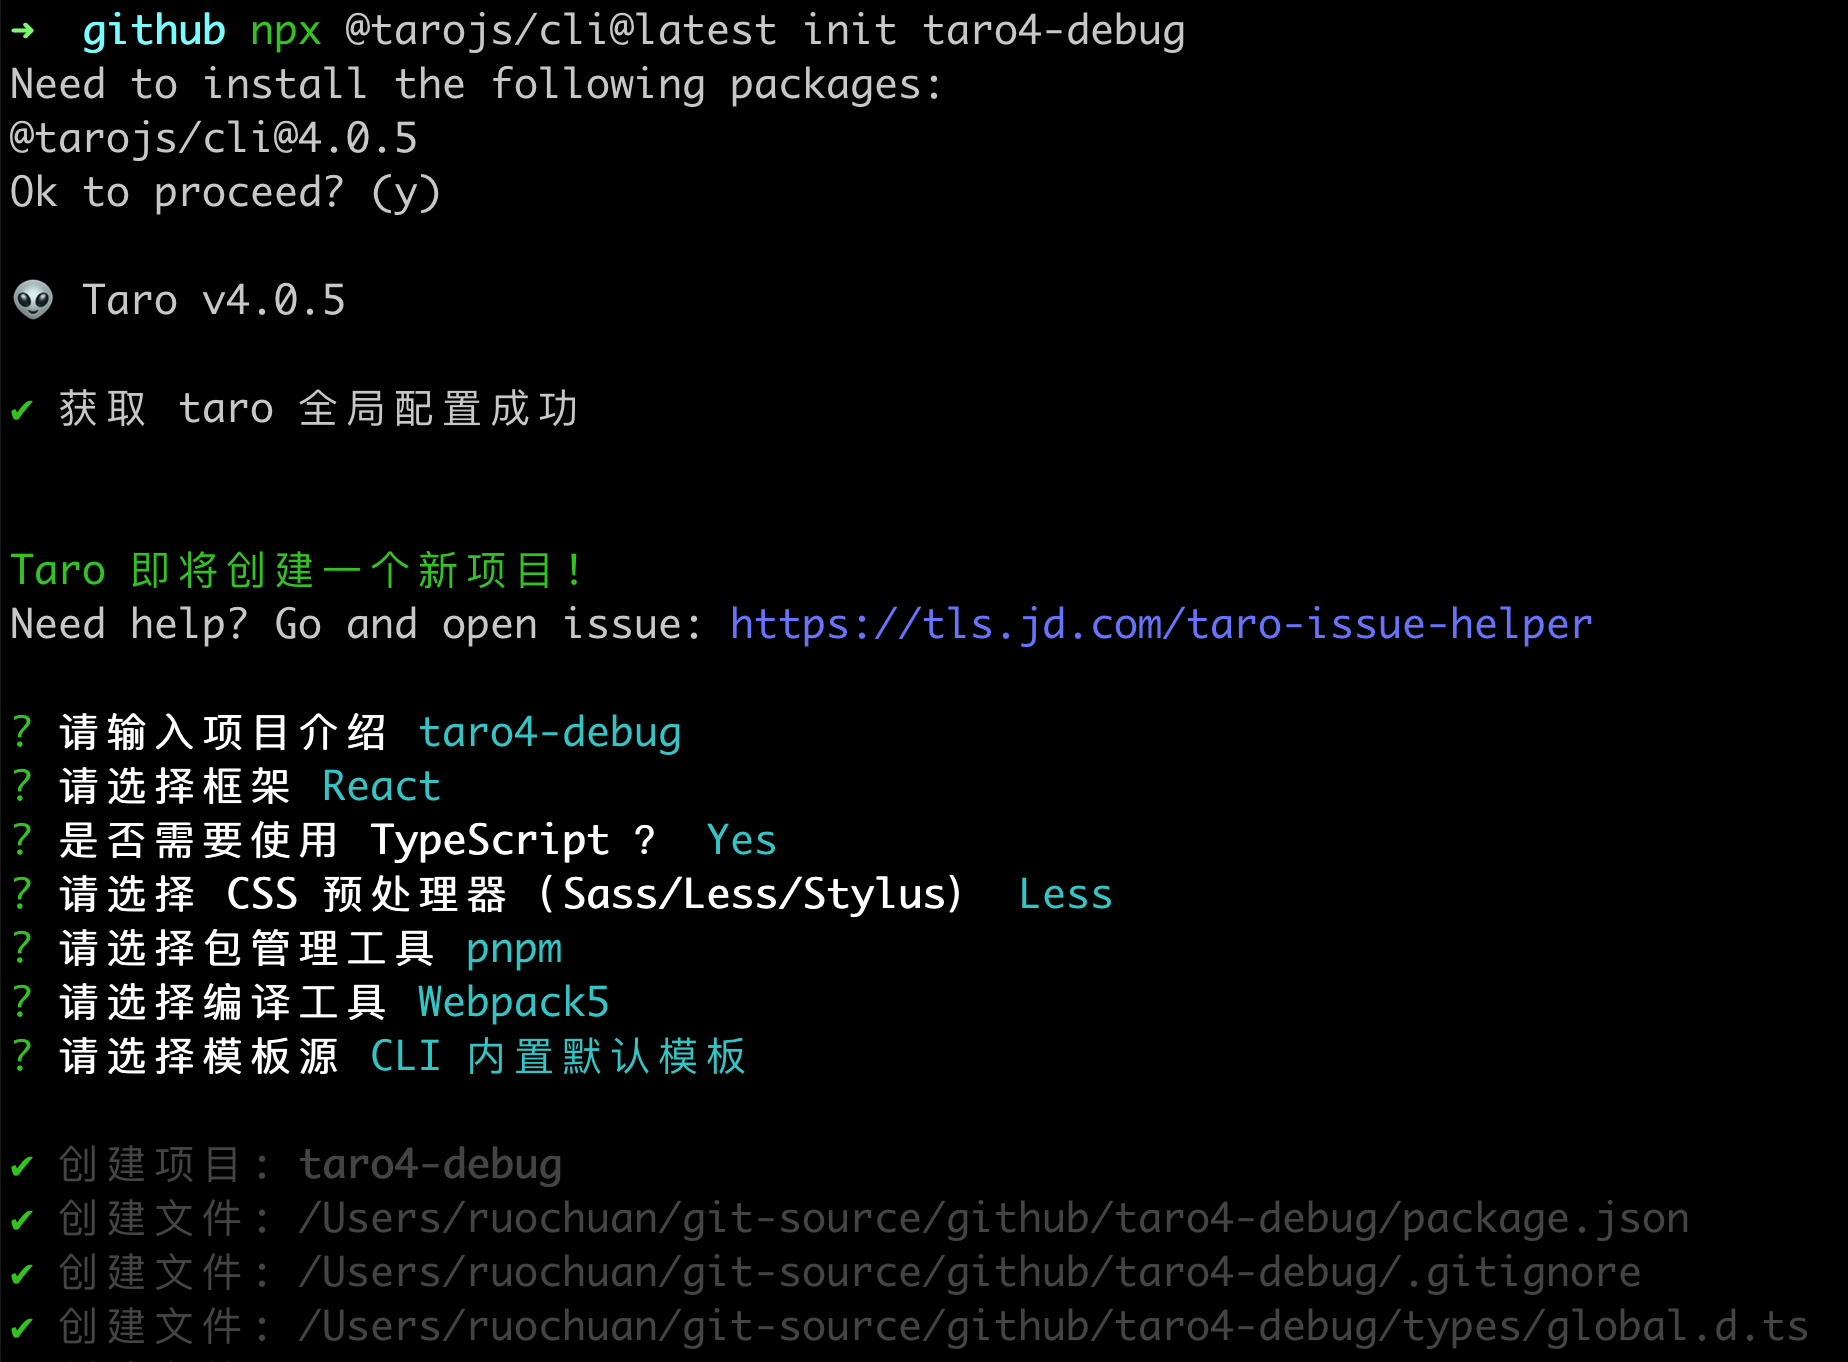 ➜ github npx @tarojs/cli@latest init taro4-debug
Need to install the following packages:
@tarojs/cli@4.0.5
Ok to proceed? (y)
👽 Taro v4.0.5
✔ 获取 taro 全局配置成功
Taro 即将创建一个新项目!
Need help? Go and open issue: https://tls.jd.com/taro-issue-helper
? 请输入项目介绍 taro4-debug
? 请选择框架 React
? 是否需要使用 TypeScript ? Yes
? 请选择 CSS 预处理器 (Sass/Less/Stylus) Less
? 请选择包管理工具 pnpm
? 请选择编译工具 Webpack5
? 请选择模板源 CLI 内置默认模板
✔ 创建项目: taro4-debug
✔ 创建文件: /Users/ruochuan/git-source/github/taro4-debug/package.json
✔ 创建文件: /Users/ruochuan/git-source/github/taro4-debug/.gitignore
✔ 创建文件: /Users/ruochuan/git-source/github/taro4-debug/types/global.d.ts